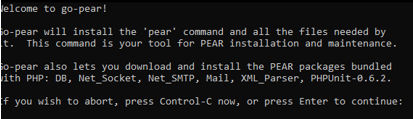 Welcome to go-pear!
Go-pear will install the 'pear' command and all the files needed by
it. This command is your tool for PEAR installation and maintenance.
Go-pear also lets you download and install the PEAR packages bundled
with PHP: DB, Net_Socket, Net_SMTP, Mail, XML_Parser, PHPUnit-0.6.2.
If you wish to abort, press Control-C now, or press Enter to continue: